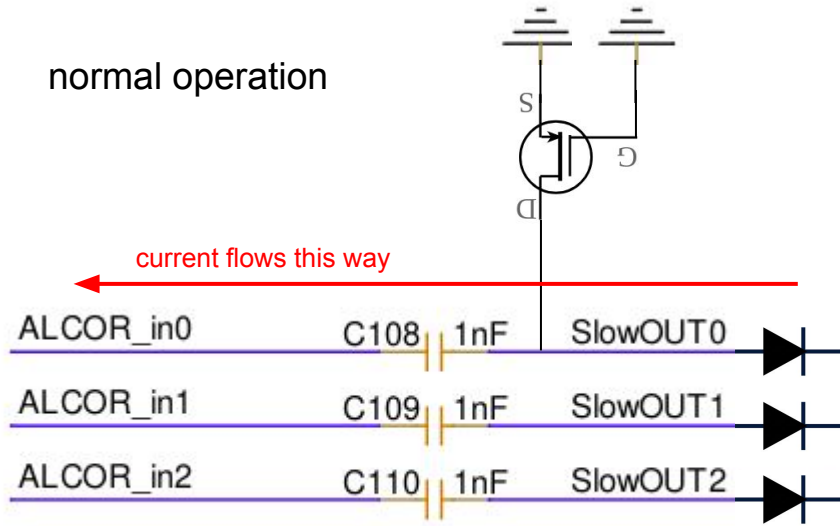 normal operation
S
G
D
current flows this way
ALCOR_in0 C108 1nF SlowOUT0
ALCOR_in1 C109 1nF SlowOUT1
ALCOR_in2 C110 1nF SlowOUT2